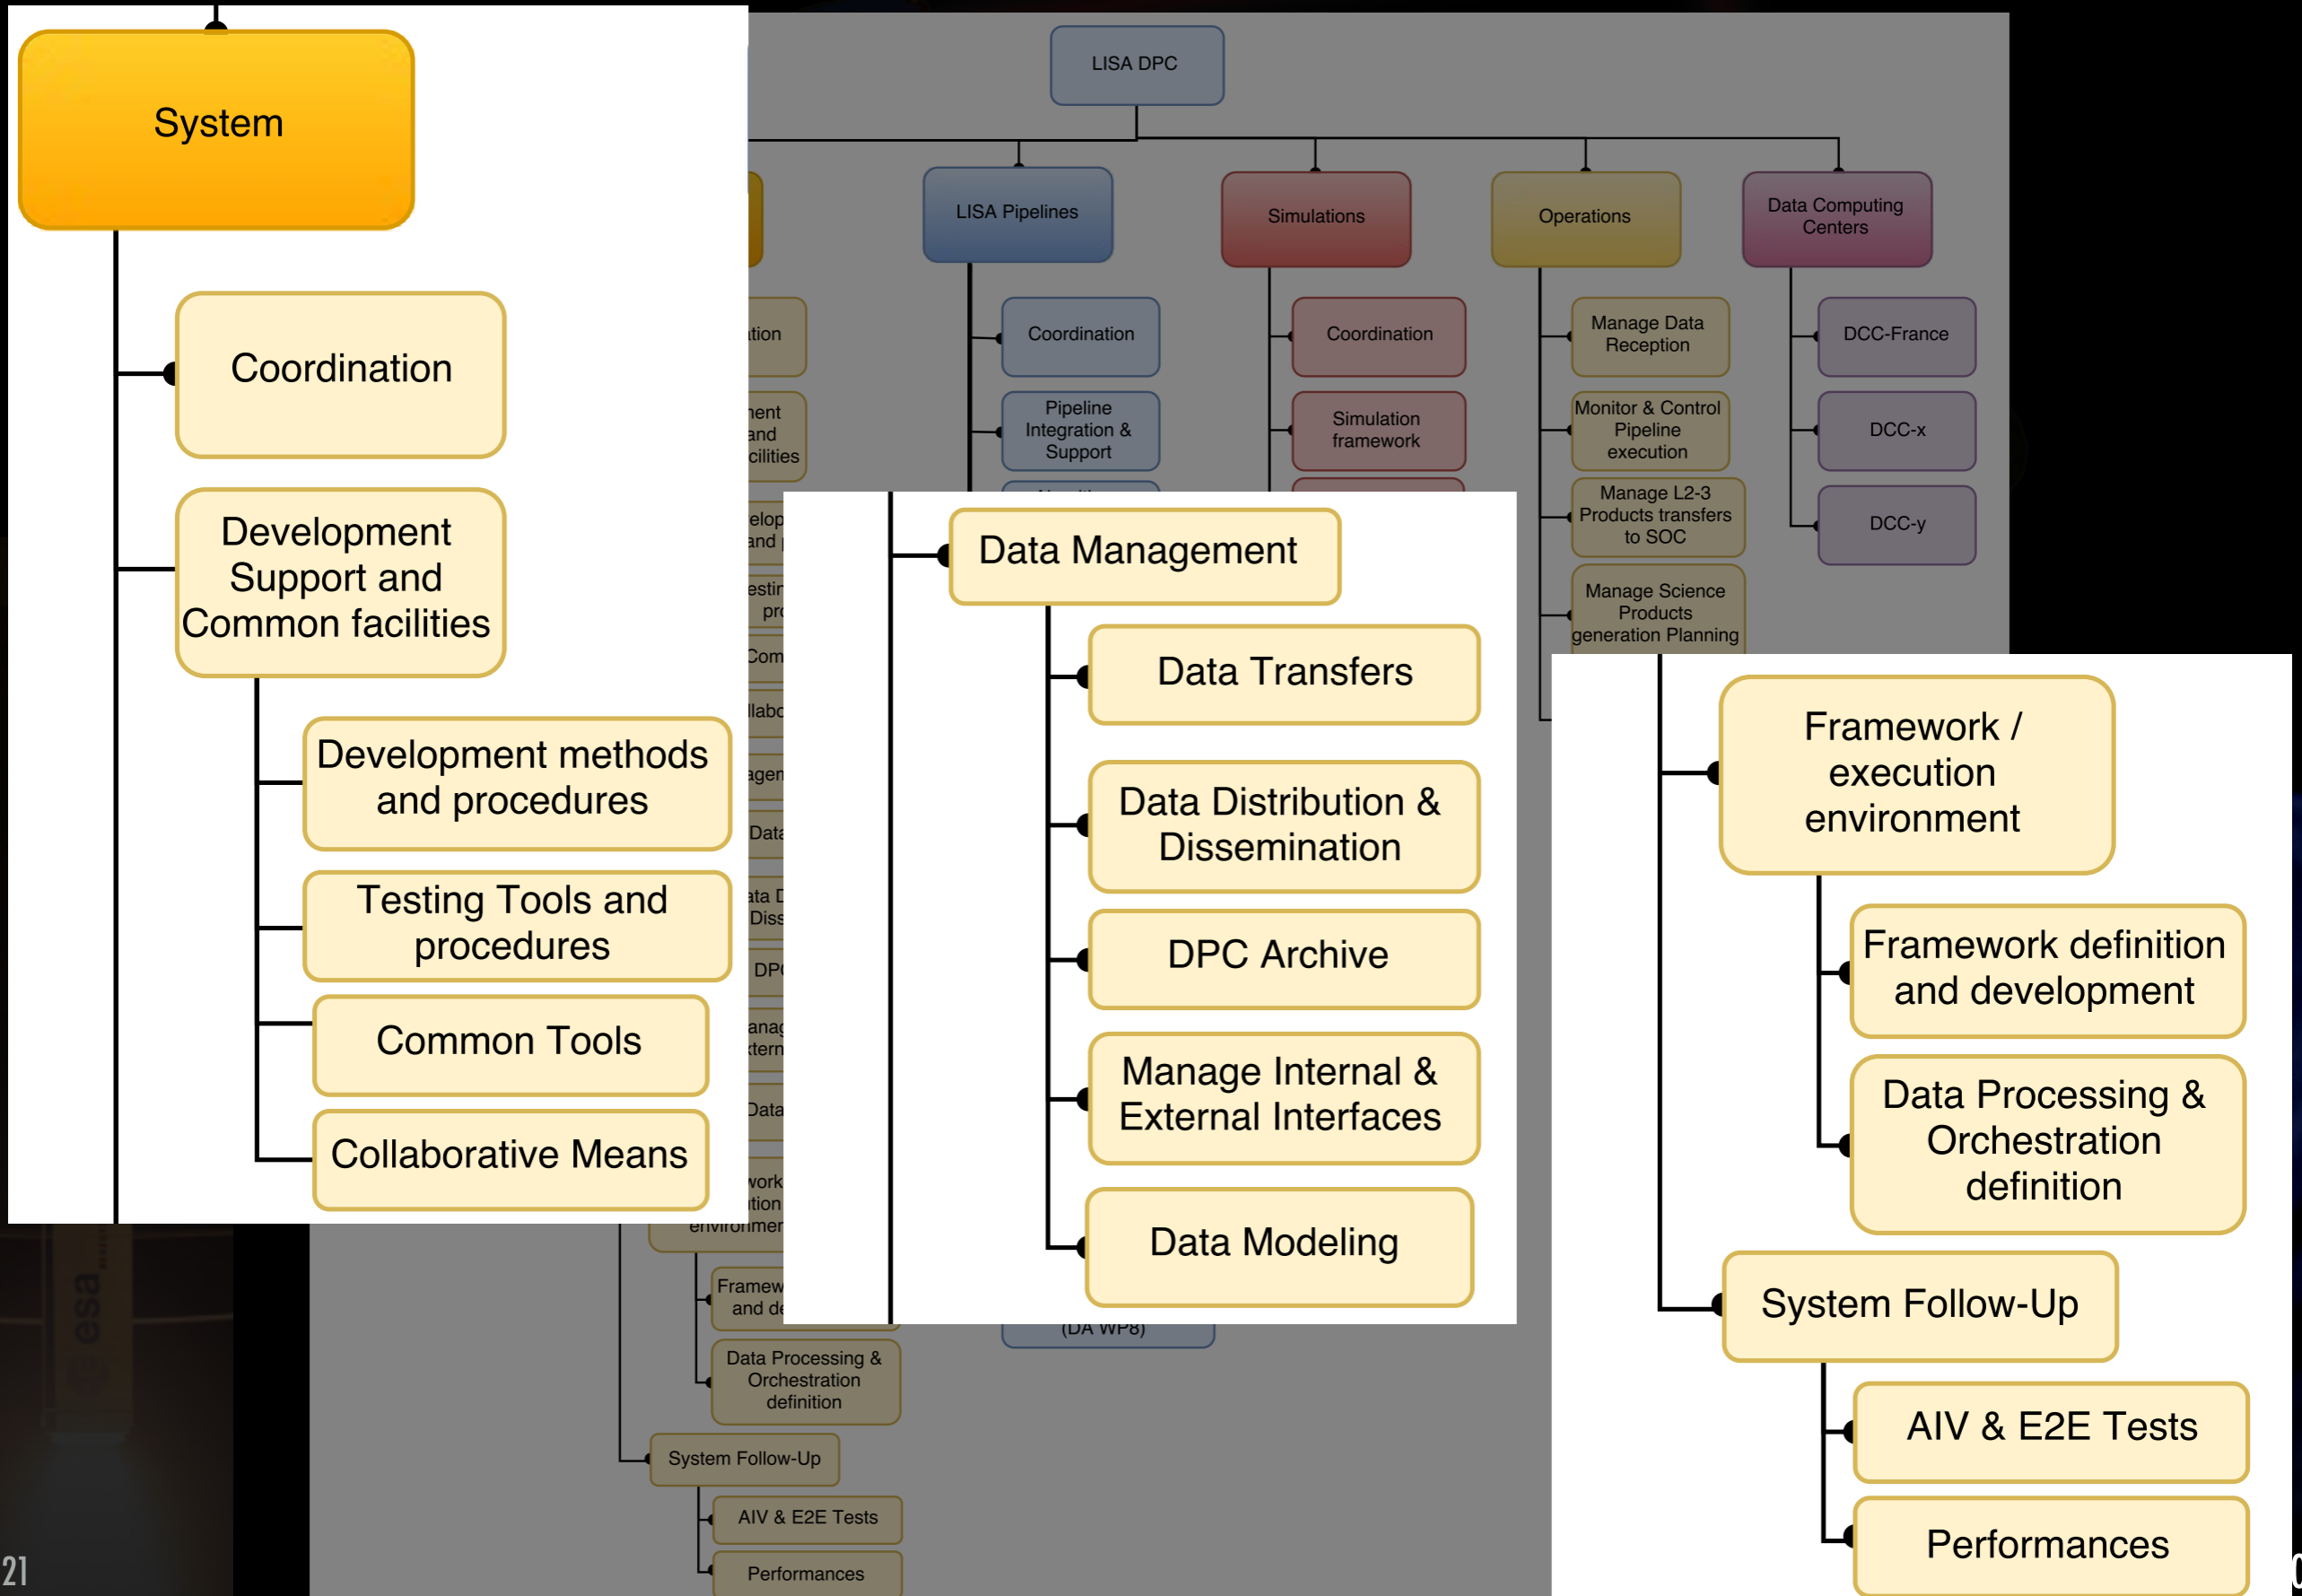 System
Coordination
Development
Support and
Common facilities
Development methods
and procedures
Testing Tools and
procedures
Common Tools
Collaborative Means
LISA DPC
LISA Pipelines
Coordination
Pipeline
Integration &
Support
(DA WP8)
Simulations
Coordination
Simulation
framework
Operations
Manage Data
Reception
Monitor & Control
Pipeline
execution
Manage L2-3
Products transfers
to SOC
Manage Science
Products
generation Planning
Data Computing
Centers
DCC-France
DCC-x
DCC-y
Data Management
Data Transfers
Data Distribution &
Dissemination
DPC Archive
Manage Internal &
External Interfaces
Data Modeling
Framework /
execution
environment
Framework definition
and development
Data Processing &
Orchestration
definition
System Follow-Up
AIV & E2E Tests
Performances
Data Processing &
Orchestration
definition
System Follow-Up
AIV & E2E Tests
Performances
esa
21